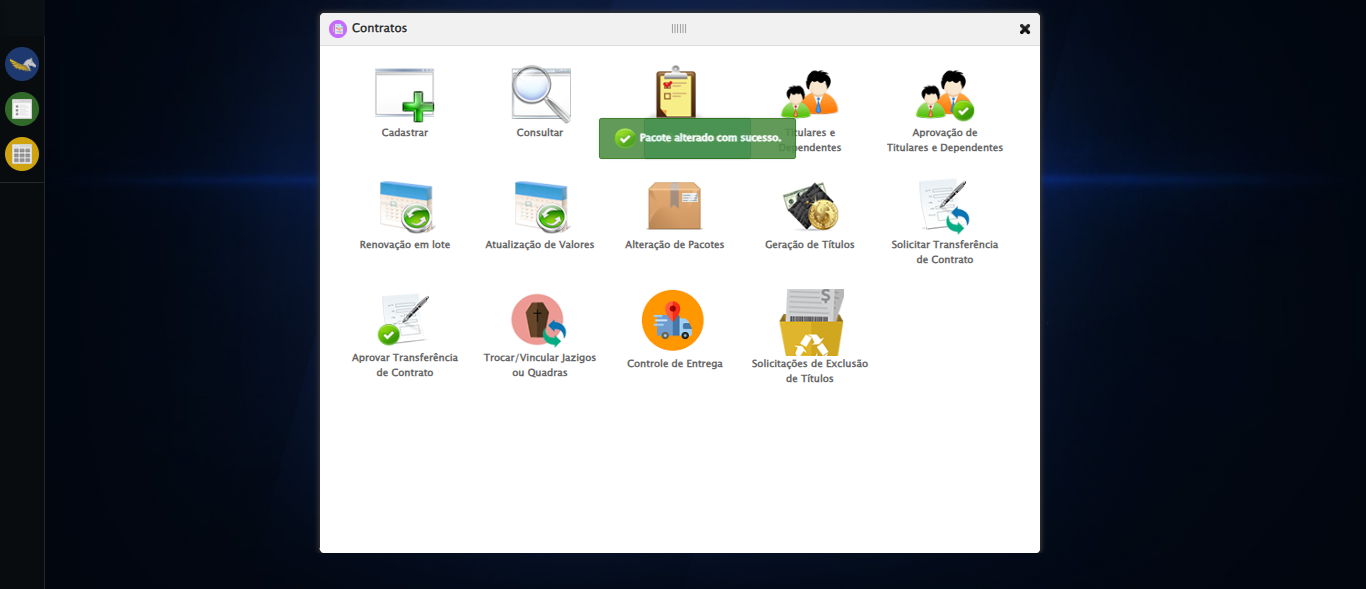 Contratos
Cadastrar
Consultar
Pacote alterado com sucesso.
Titulares e
Dependentes
Aprovação de
Titulares e Dependentes
Renovação em lote
Atualização de Valores
Alteração de Pacotes
Geração de Títulos
Solicitar Transferência
de Contrato
Aprovar Transferência
de Contrato
Trocar/Vincular Jazigos
ou Quadras
Controle de Entrega
Solicitações de Exclusão
de Títulos